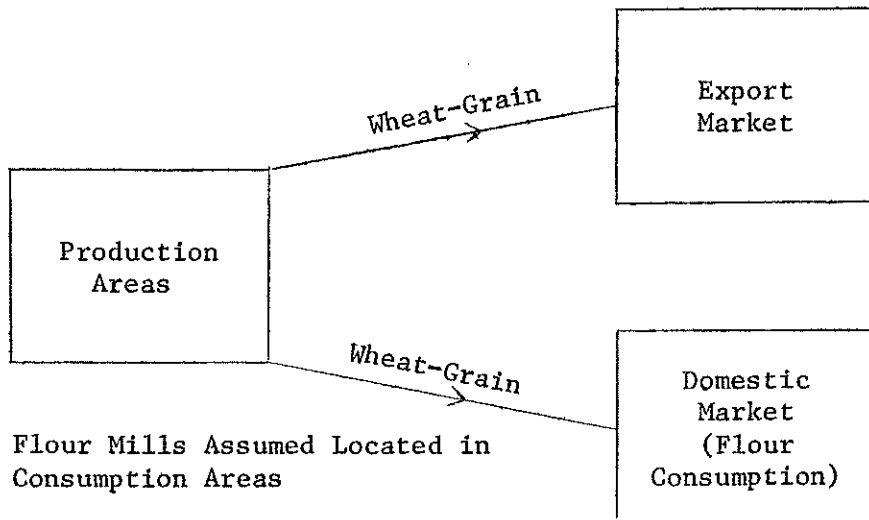 Wheat-Grain
Export
Market
Production
Areas
Wheat-Grain
Domestic
Market
(Flour
Consumption)
Flour Mills Assumed Located in
Consumption Areas